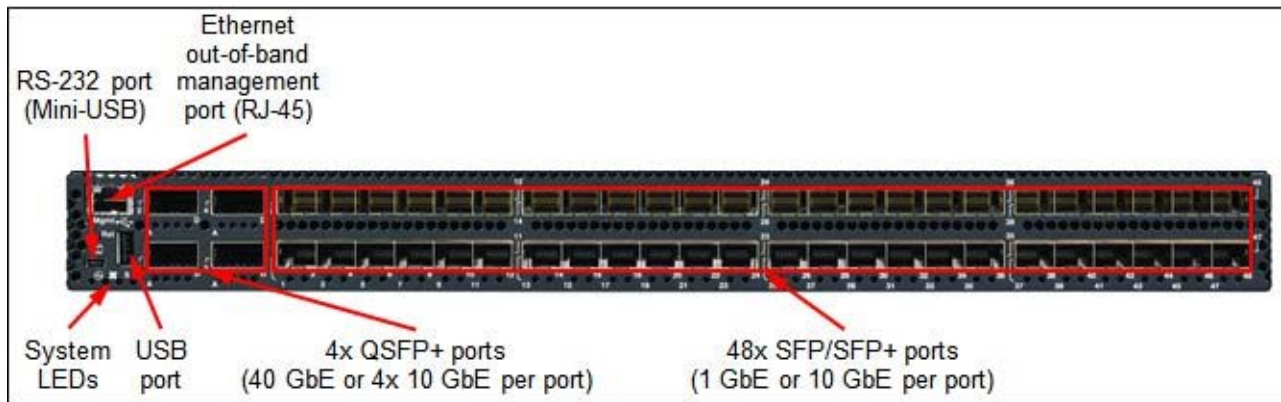 Ethernet
out-of-band
management
port (RJ-45)
RS-232 port
(Mini-USB)
System
LEDs
USB
port
4x QSFP+ ports
(40 GbE or 4x 10 GbE per port)
48x SFP/SFP+ ports
(1 GbE or 10 GbE per port)